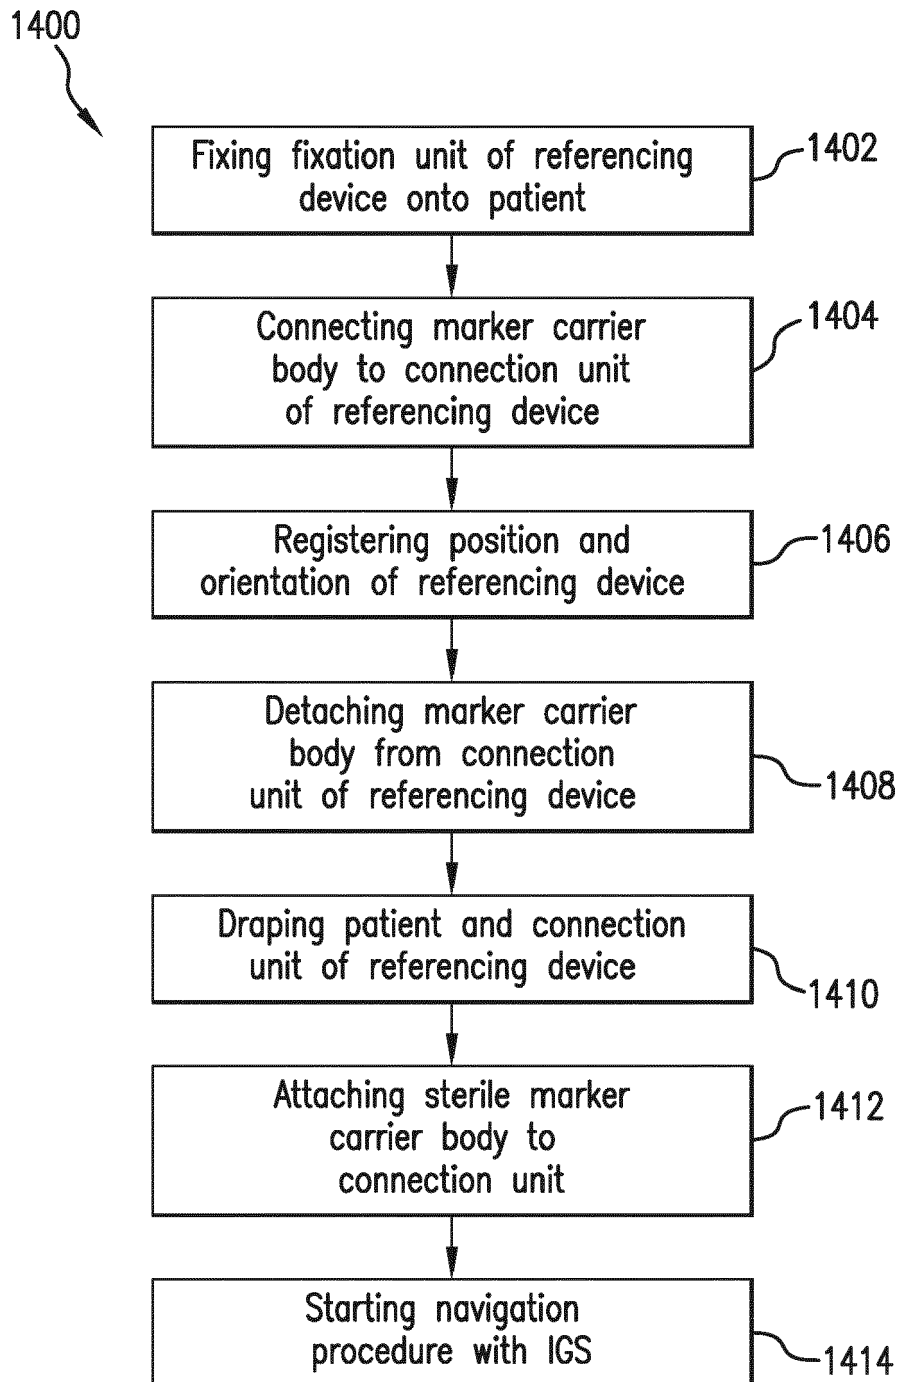 1400
Fixing fixation unit of referencing
device onto patient
1402
Connecting marker carrier
body to connection unit
of referencing device
1404
Registering position and
orientation of referencing device
1406
Detaching marker carrier
body from connection
unit of referencing device
1408
Draping patient and connection
unit of referencing device
1410
Attaching sterile marker
carrier body to
connection unit
1412
Starting navigation
procedure with IGS
1414